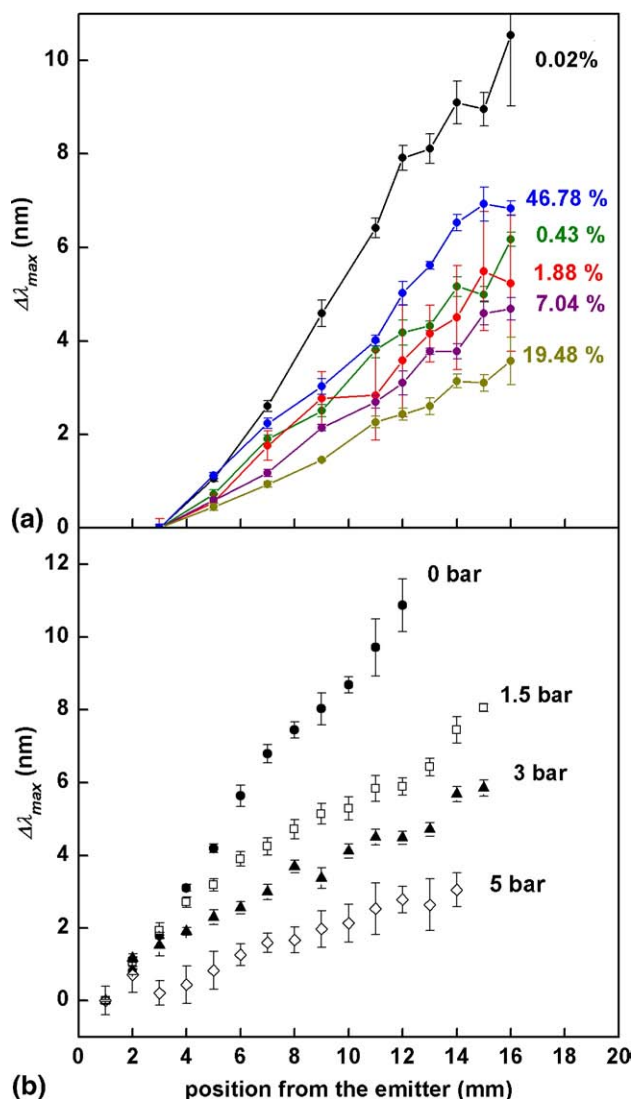 10
0.02%
8
Δλmax (nm)
6
46.78 %
0.43 %
1.88 %
4
7.04 %
19.48 %
2
(a)
0
12
0 bar
10
1.5 bar
8
Δλmax (nm)
6
3 bar
4
5 bar
2
0
0 2 4 6 8 10 12 14 16 18 20
(b) position from the emitter (mm)